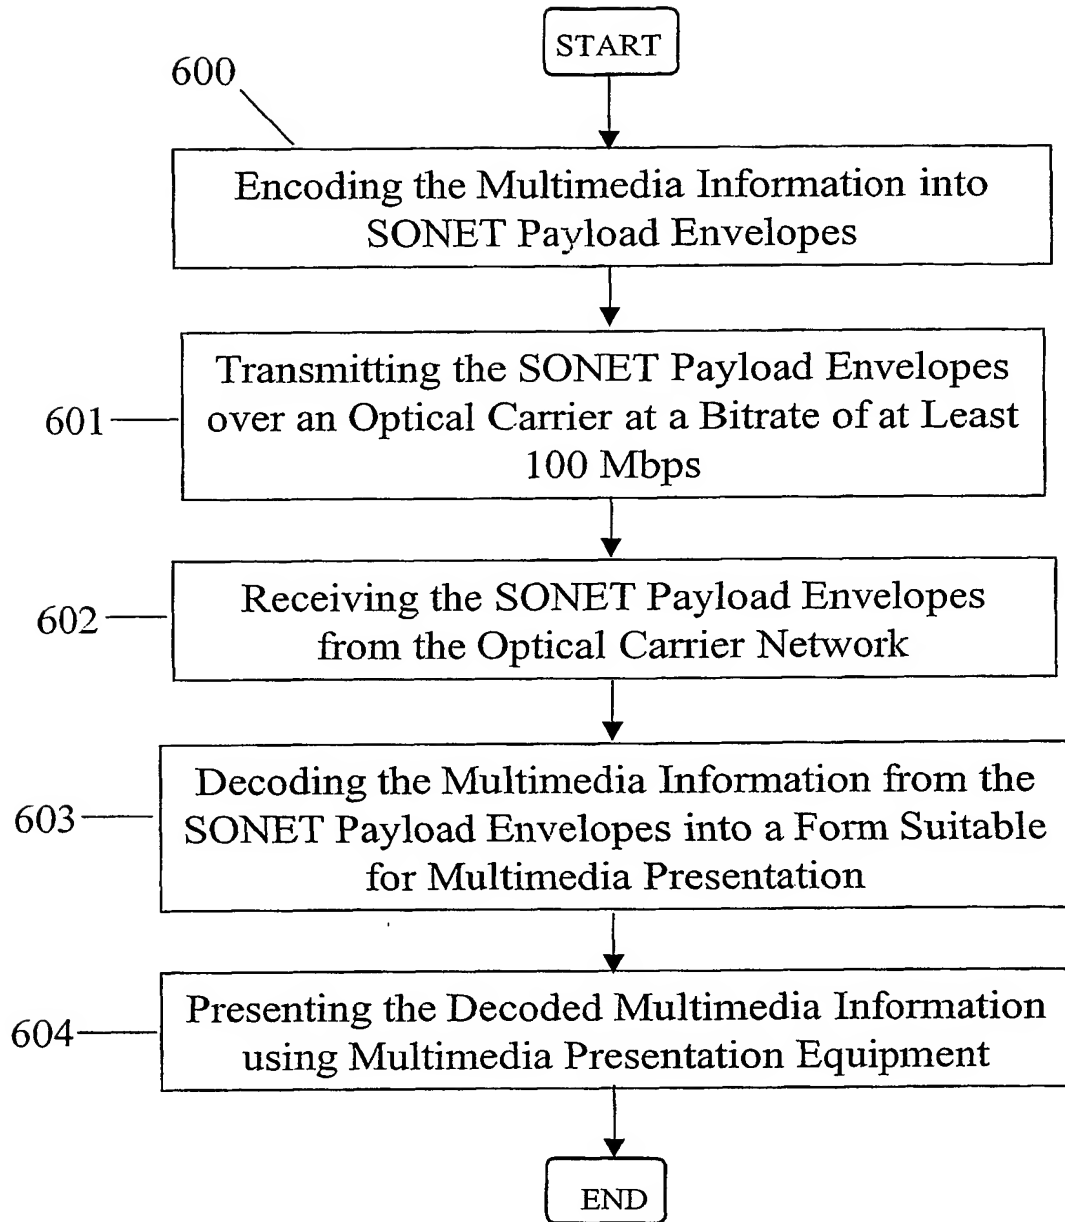 START
600
Encoding the Multimedia Information into
SONET Payload Envelopes
601
Transmitting the SONET Payload Envelopes
over an Optical Carrier at a Bitrate of at Least
100 Mbps
602
Receiving the SONET Payload Envelopes
from the Optical Carrier Network
603
Decoding the Multimedia Information from the
SONET Payload Envelopes into a Form Suitable
for Multimedia Presentation
604
Presenting the Decoded Multimedia Information
using Multimedia Presentation Equipment
END